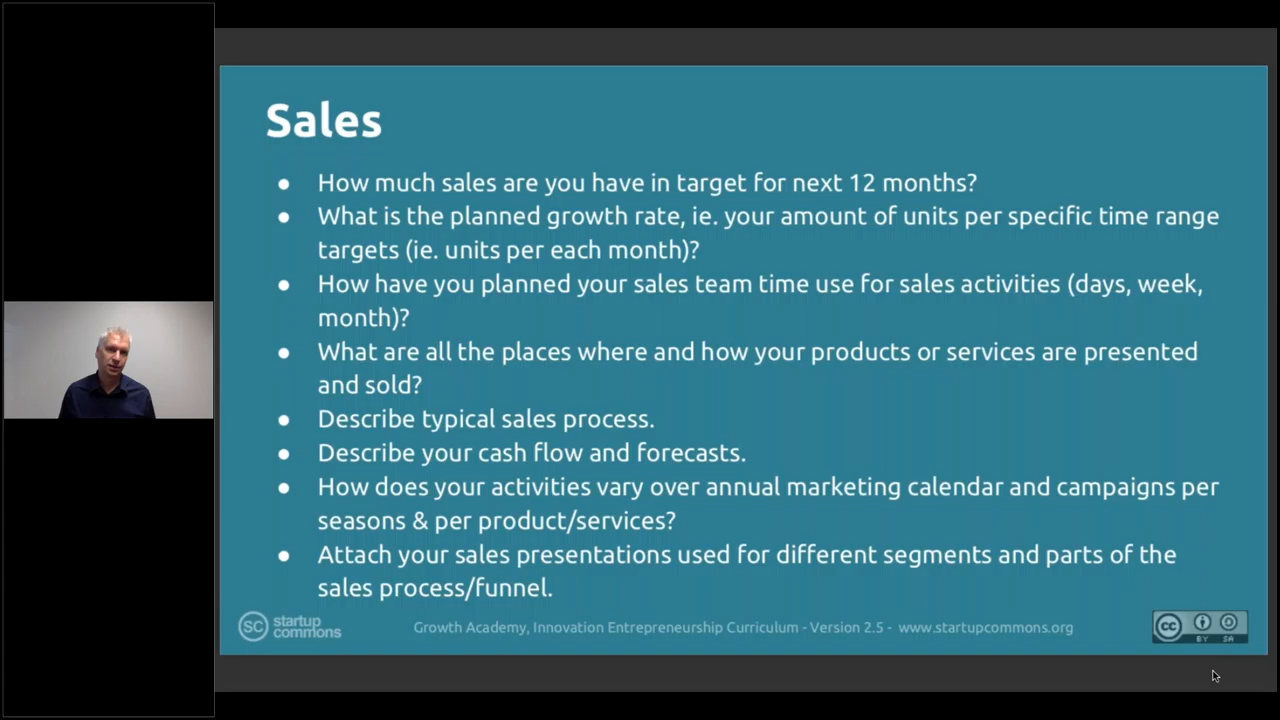 Sales
● How much sales are you have in target for next 12 months?
● What is the planned growth rate, ie. your amount of units per specific time range
targets (ie. units per each month)?
● How have you planned your sales team time use for sales activities (days, week,
month)?
● What are all the places where and how your products or services are presented
and sold?
● Describe typical sales process.
● Describe your cash flow and forecasts.
● How does your activities vary over annual marketing calendar and campaigns per
seasons & per product/services?
● Attach your sales presentations used for different segments and parts of the
sales process/funnel.
SC startup
commons
Growth Academy, Innovation Entrepreneurship Curriculum - Version 2.5 - www.startupcommons.org
cc
BY SA